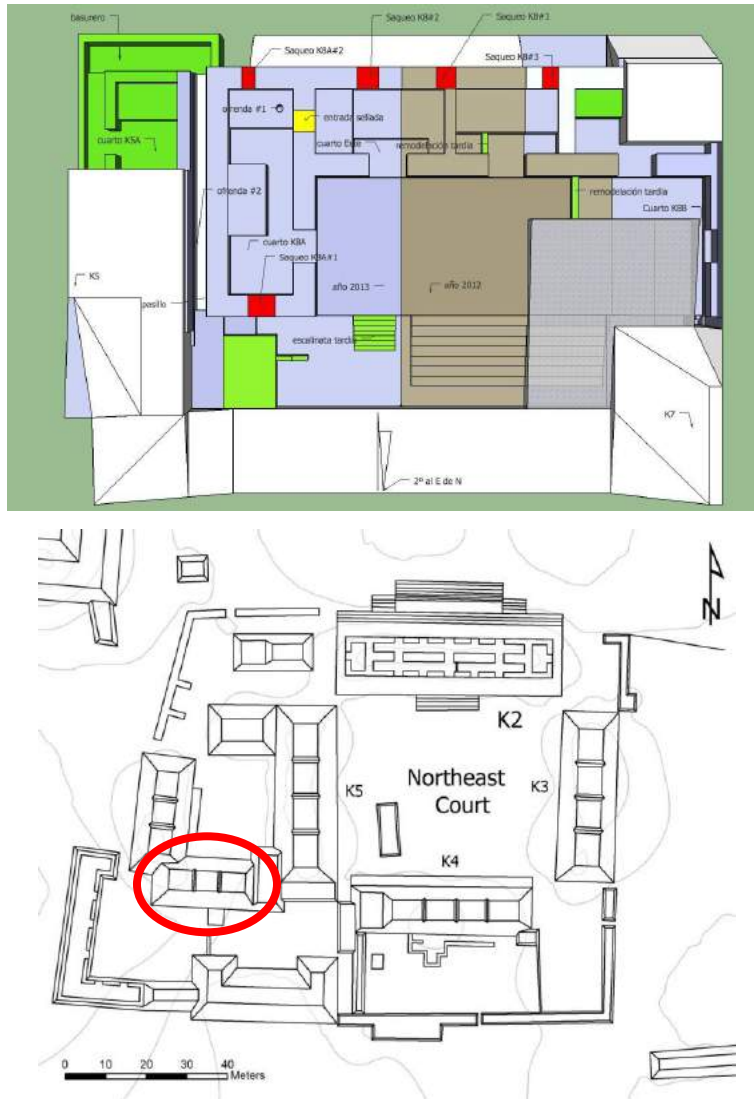 basurero
Saqueo K8A#2
Saqueo K8#2
Saqueo K8#1
Saqueo K8#3
ofrenda #1
entrada sellada
cuarto K5A
cuarto Este
remodelación tardía
ofrenda #2
remodelación tardía
Cuarto K8B
cuarto K8A
Saqueo K8A#1
K5
pasillo
año 2013
año 2012
escalinata tardía
K7
2º al E de N
N
K2
K5
Northeast
Court
K3
K4
0 10 20 30 40
Meters